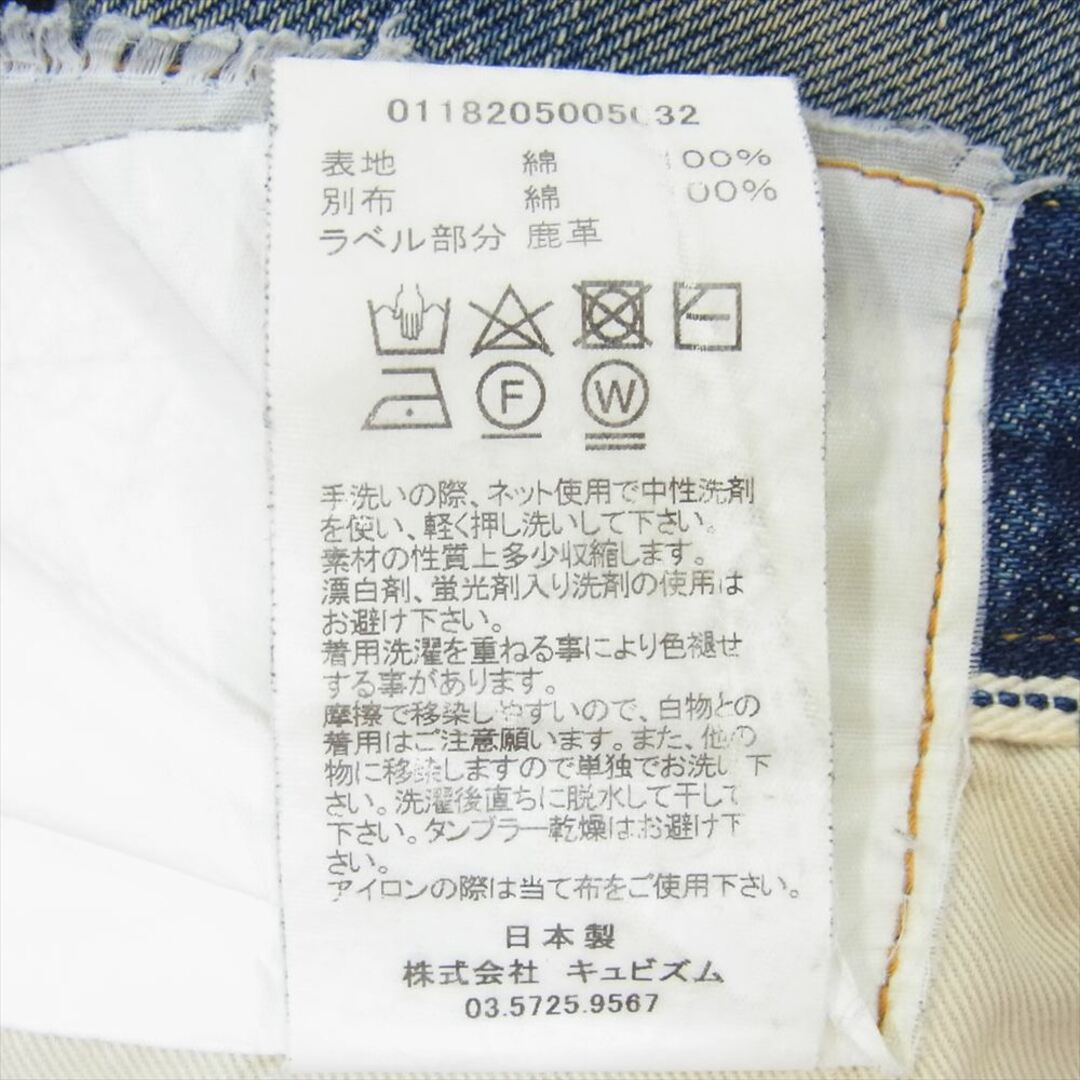 0118205005032
表地 綿 100%
別布 綿 100%
ラベル部分 鹿革
F W
手洗いの際、ネット使用で中性洗剤
を使い、軽く押し洗いして下さい。
素材の性質上多少収縮します。
漂白剤、蛍光剤入り洗剤の使用は
お避け下さい。
着用洗濯を重ねる事により色褪せ
する事があります。
摩擦で移染しやすいので、白物との
着用はご注意願います。また、他の
物に移染しますので単独でお洗い下
さい。洗濯後直ちに脱水して干して
下さい。タンブラー乾燥はお避け下
さい。
アイロンの際は当て布をご使用下さい。
日本製
株式会社 キュビズム
03.5725.9567